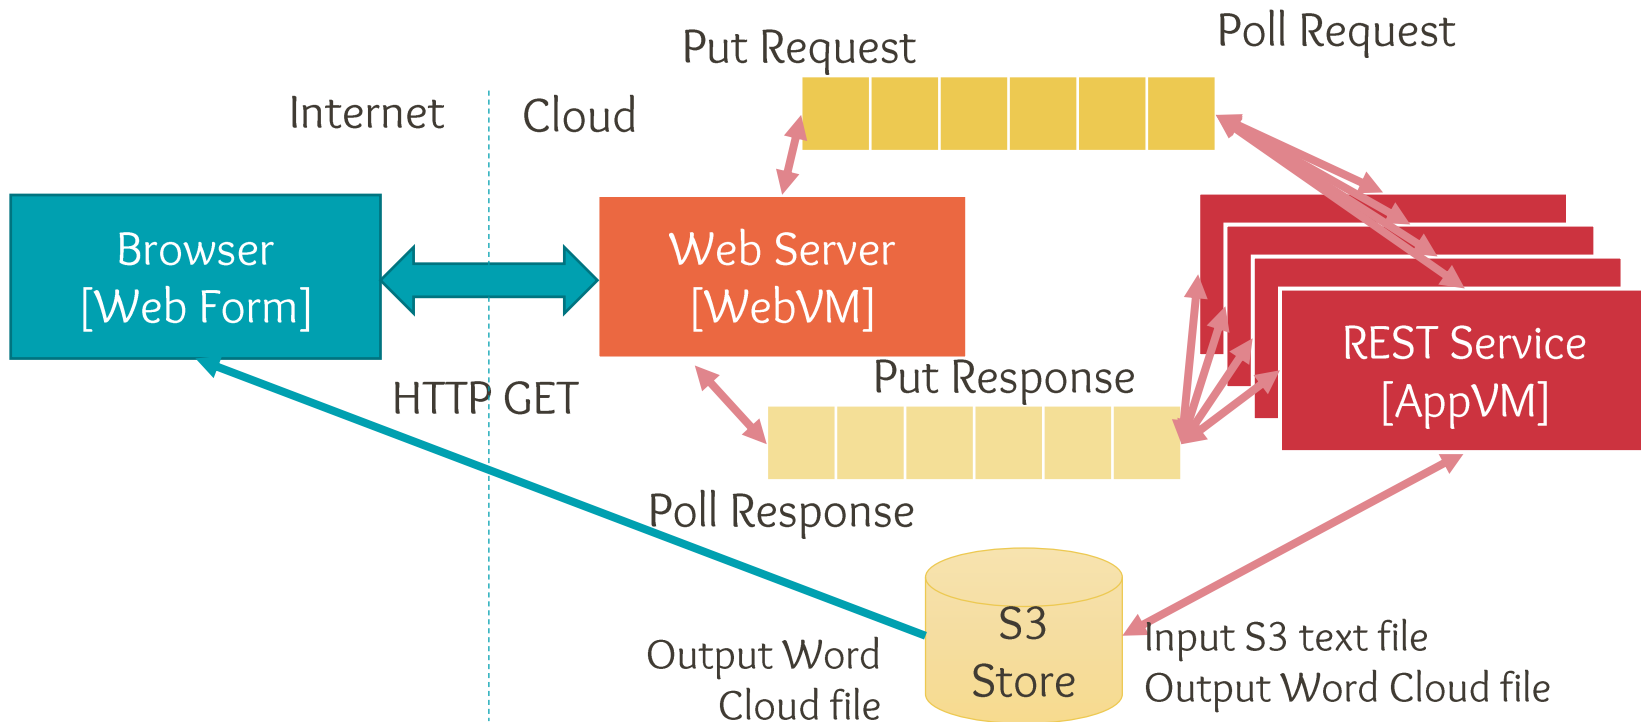 Put Request
Poll Request
Internet
Cloud
Browser
[Web Form]
Web Server
[WebVM]
REST Service
[AppVM]
HTTP GET
Put Response
Poll Response
S3
Store
Output Word
Cloud file
Input S3 text file
Output Word Cloud file